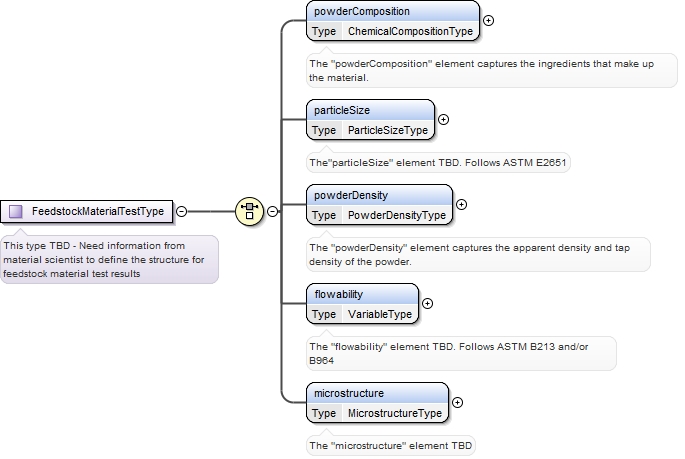 powderComposition
Type ChemicalCompositionType
The "powderComposition" element captures the ingredients that make up
the material.
particleSize
Type ParticleSizeType
The"particleSize" element TBD. Follows ASTM E2651
FeedstockMaterialTestType
This type TBD - Need information from
material scientist to define the structure for
feedstock material test results
powderDensity
Type PowderDensityType
The "powderDensity" element captures the apparent density and tap
density of the powder.
flowability
Type VariableType
The "flowability" element TBD. Follows ASTM B213 and/or
B964
microstructure
Type MicrostructureType
The "microstructure" element TBD